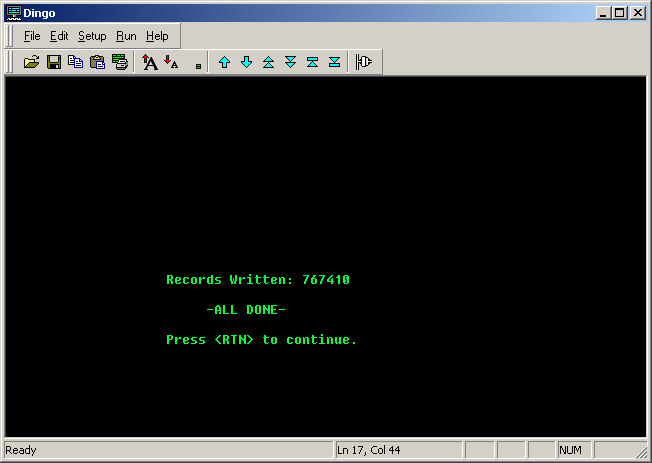 Dingo
File Edit Setup Run Help
Records Written: 767410
-ALL DONE-
Press <RTN> to continue.
Ready Ln 17, Col 44 NUM